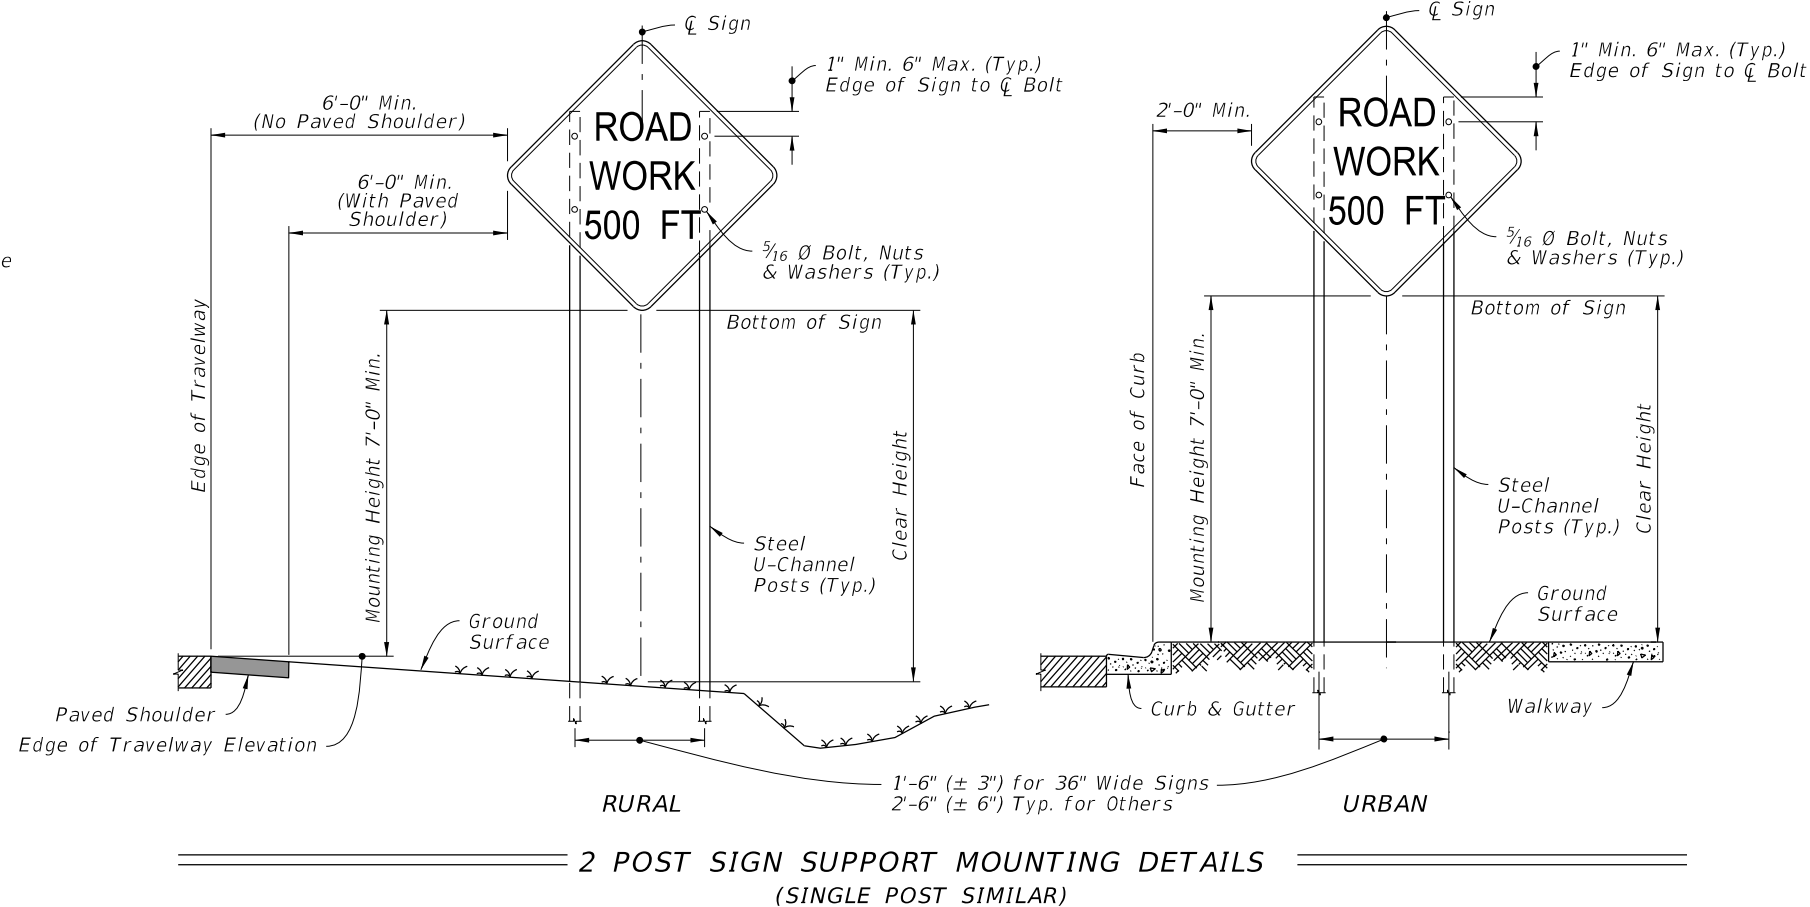 ℄ Sign
1" Min. 6" Max. (Typ.)
Edge of Sign to ℄ Bolt
6'-0" Min.
(No Paved Shoulder)
6'-0" Min.
(With Paved
Shoulder)
ROAD
WORK
500 FT
5/16 Ø Bolt, Nuts
& Washers (Typ.)
e
Bottom of Sign
Edge of Travelway
Mounting Height 7'-0" Min.
Clear Height
Steel
U-Channel
Posts (Typ.)
Ground
Surface
Paved Shoulder
Edge of Travelway Elevation
RURAL
℄ Sign
1" Min. 6" Max. (Typ.)
Edge of Sign to ℄ Bolt
2'-0" Min.
ROAD
WORK
500 FT
5/16 Ø Bolt, Nuts
& Washers (Typ.)
Bottom of Sign
Face of Curb
Mounting Height 7'-0" Min.
Clear Height
Steel
U-Channel
Posts (Typ.)
Ground
Surface
Curb & Gutter
Walkway
1'-6" (± 3") for 36" Wide Signs
2'-6" (± 6") Typ. for Others
URBAN
2 POST SIGN SUPPORT MOUNTING DETAILS
(SINGLE POST SIMILAR)